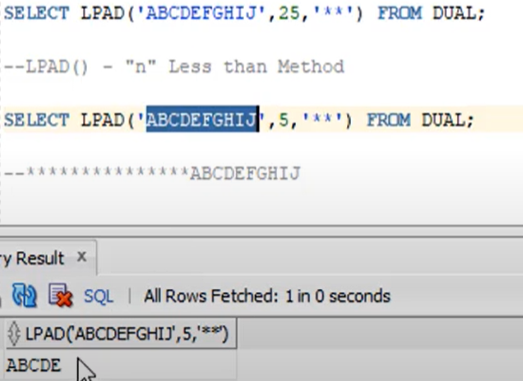 SELECT LPAD('ABCDEFGHIJ',25,'**') FROM DUAL;
--LPAD() - "n" Less than Method
SELECT LPAD('ABCDEFGHIJ',5,'**') FROM DUAL;
--***************ABCDEFGHIJ
ry Result x
SQL | All Rows Fetched: 1 in 0 seconds
LPAD('ABCDEFGHIJ',5,'**')
ABCDE